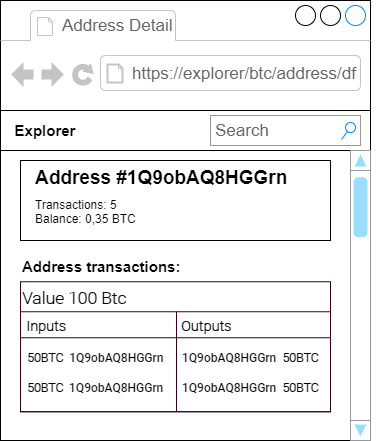 Address Detail
https://explorer/btc/address/df
Explorer
Search
Address #1Q9obAQ8HGGrn
Transactions: 5
Balance: 0,35 BTC
Address transactions:
Value 100 Btc
Inputs Outputs
50BTC 1Q9obAQ8HGGrn 1Q9obAQ8HGGrn 50BTC
50BTC 1Q9obAQ8HGGrn 1Q9obAQ8HGGrn 50BTC